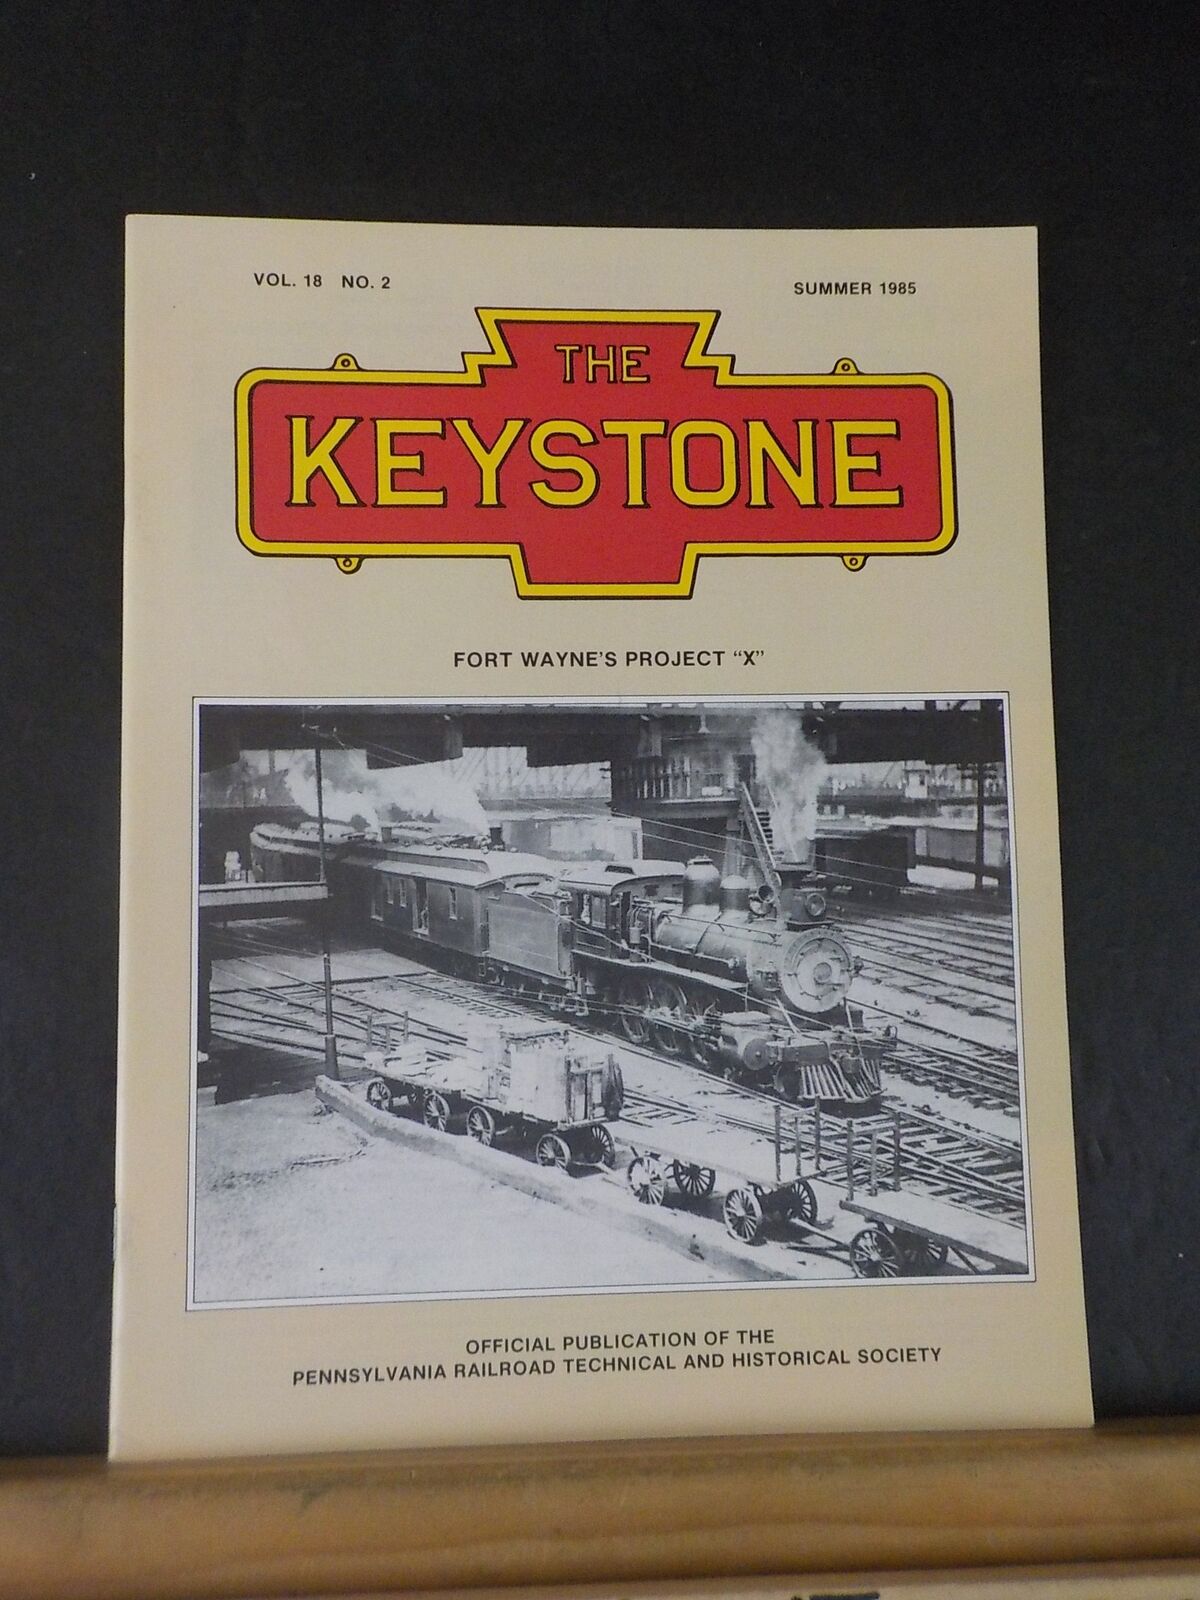 VOL. 18 NO. 2
SUMMER 1985
THE
KEYSTONE
FORT WAYNE'S PROJECT “X”
OFFICIAL PUBLICATION OF THE
PENNSYLVANIA RAILROAD TECHNICAL AND HISTORICAL SOCIETY